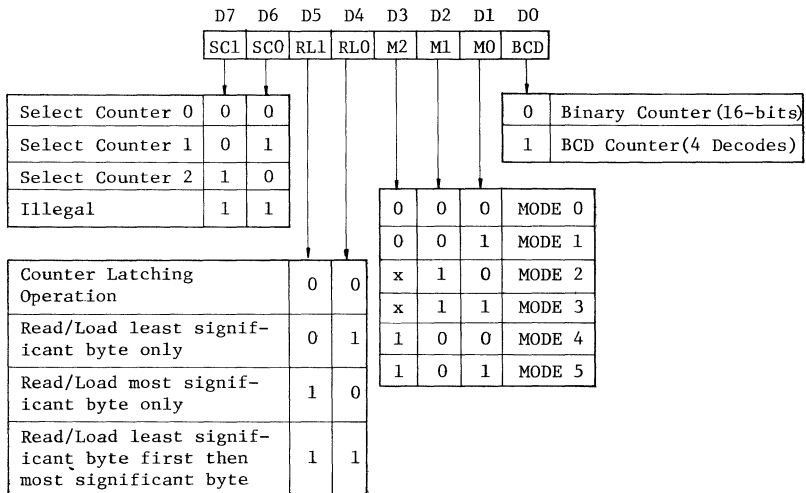 D7 D6 D5 D4 D3 D2 D1 D0
SC1 SC0 RL1 RL0 M2 M1 M0 BCD
Select Counter 0 0 0
Select Counter 1 0 1
Select Counter 2 1 0
Illegal 1 1
0 Binary Counter(16-bits)
1 BCD Counter(4 Decodes)
0 0 0 MODE 0
0 0 1 MODE 1
x 1 0 MODE 2
x 1 1 MODE 3
1 0 0 MODE 4
1 0 1 MODE 5
Counter Latching
Operation 0 0
Read/Load least signif-
icant byte only 0 1
Read/Load most signif-
icant byte only 1 0
Read/Load least signif-
icant byte first then 1 1
most significant byte